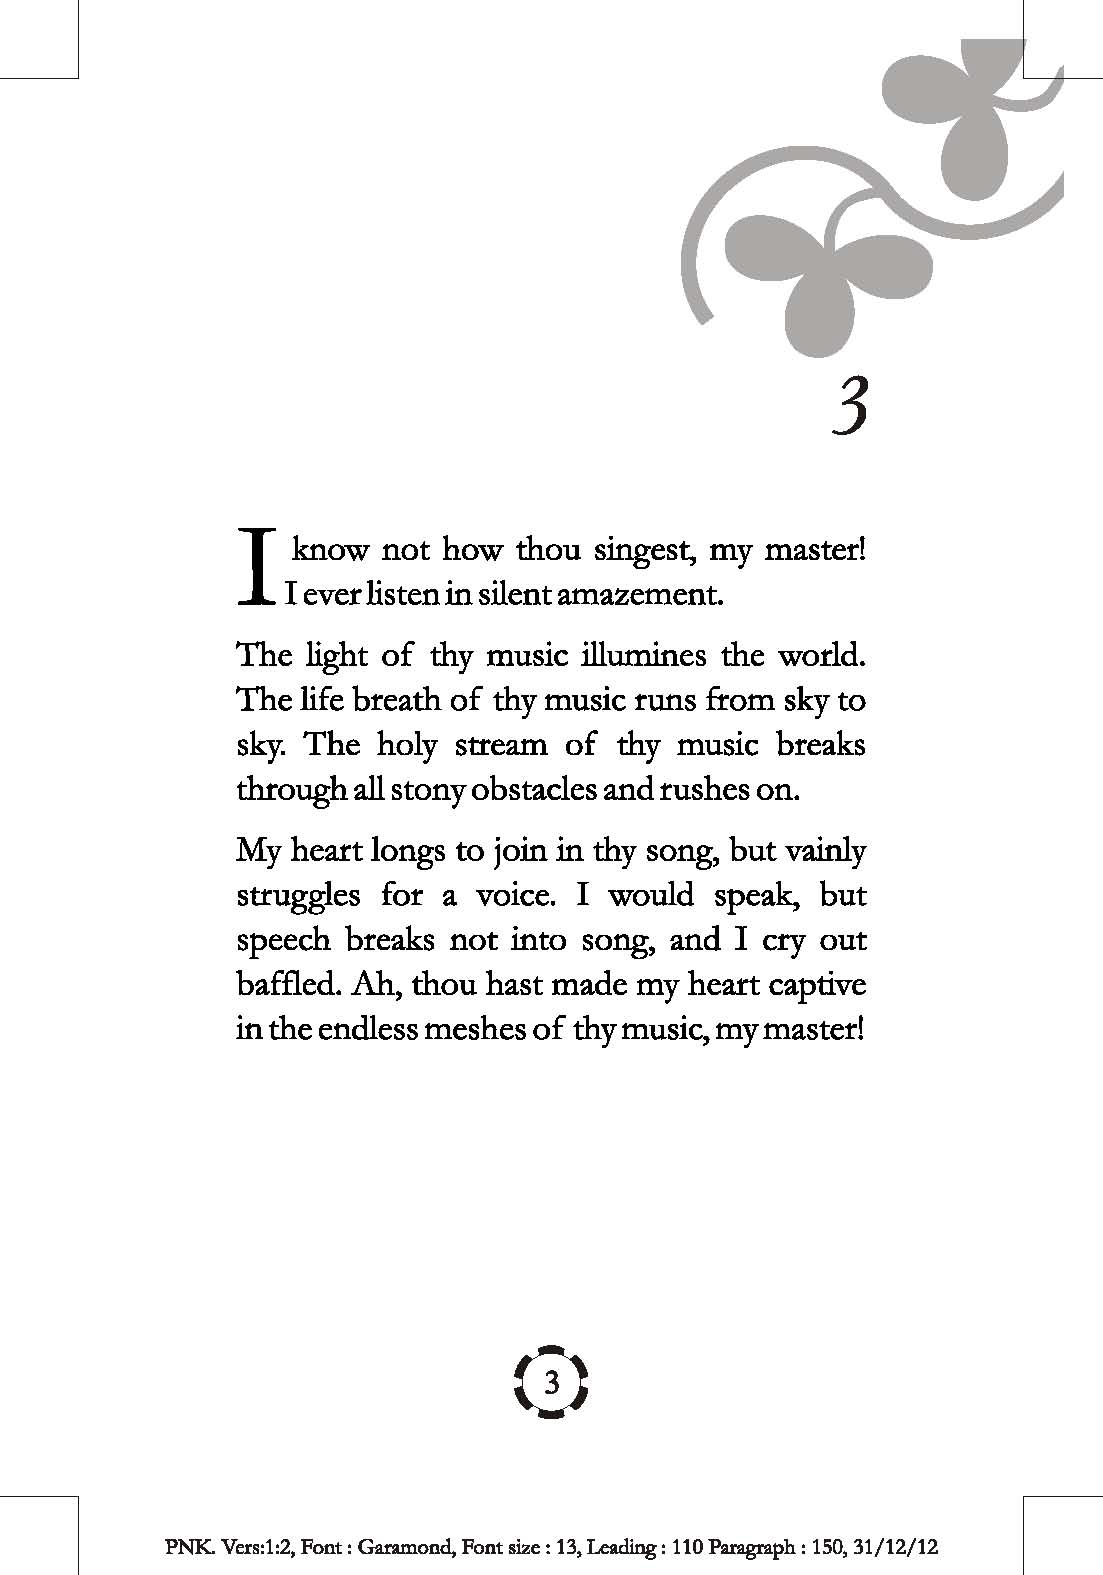 3
I know not how thou singest, my master!
I ever listen in silent amazement.
The light of thy music illumines the world.
The life breath of thy music runs from sky to
sky. The holy stream of thy music breaks
through all stony obstacles and rushes on.
My heart longs to join in thy song, but vainly
struggles for a voice. I would speak, but
speech breaks not into song, and I cry out
baffled. Ah, thou hast made my heart captive
in the endless meshes of thy music, my master!
3
PNK. Vers:1:2, Font : Garamond, Font size : 13, Leading : 110 Paragraph : 150, 31/12/12